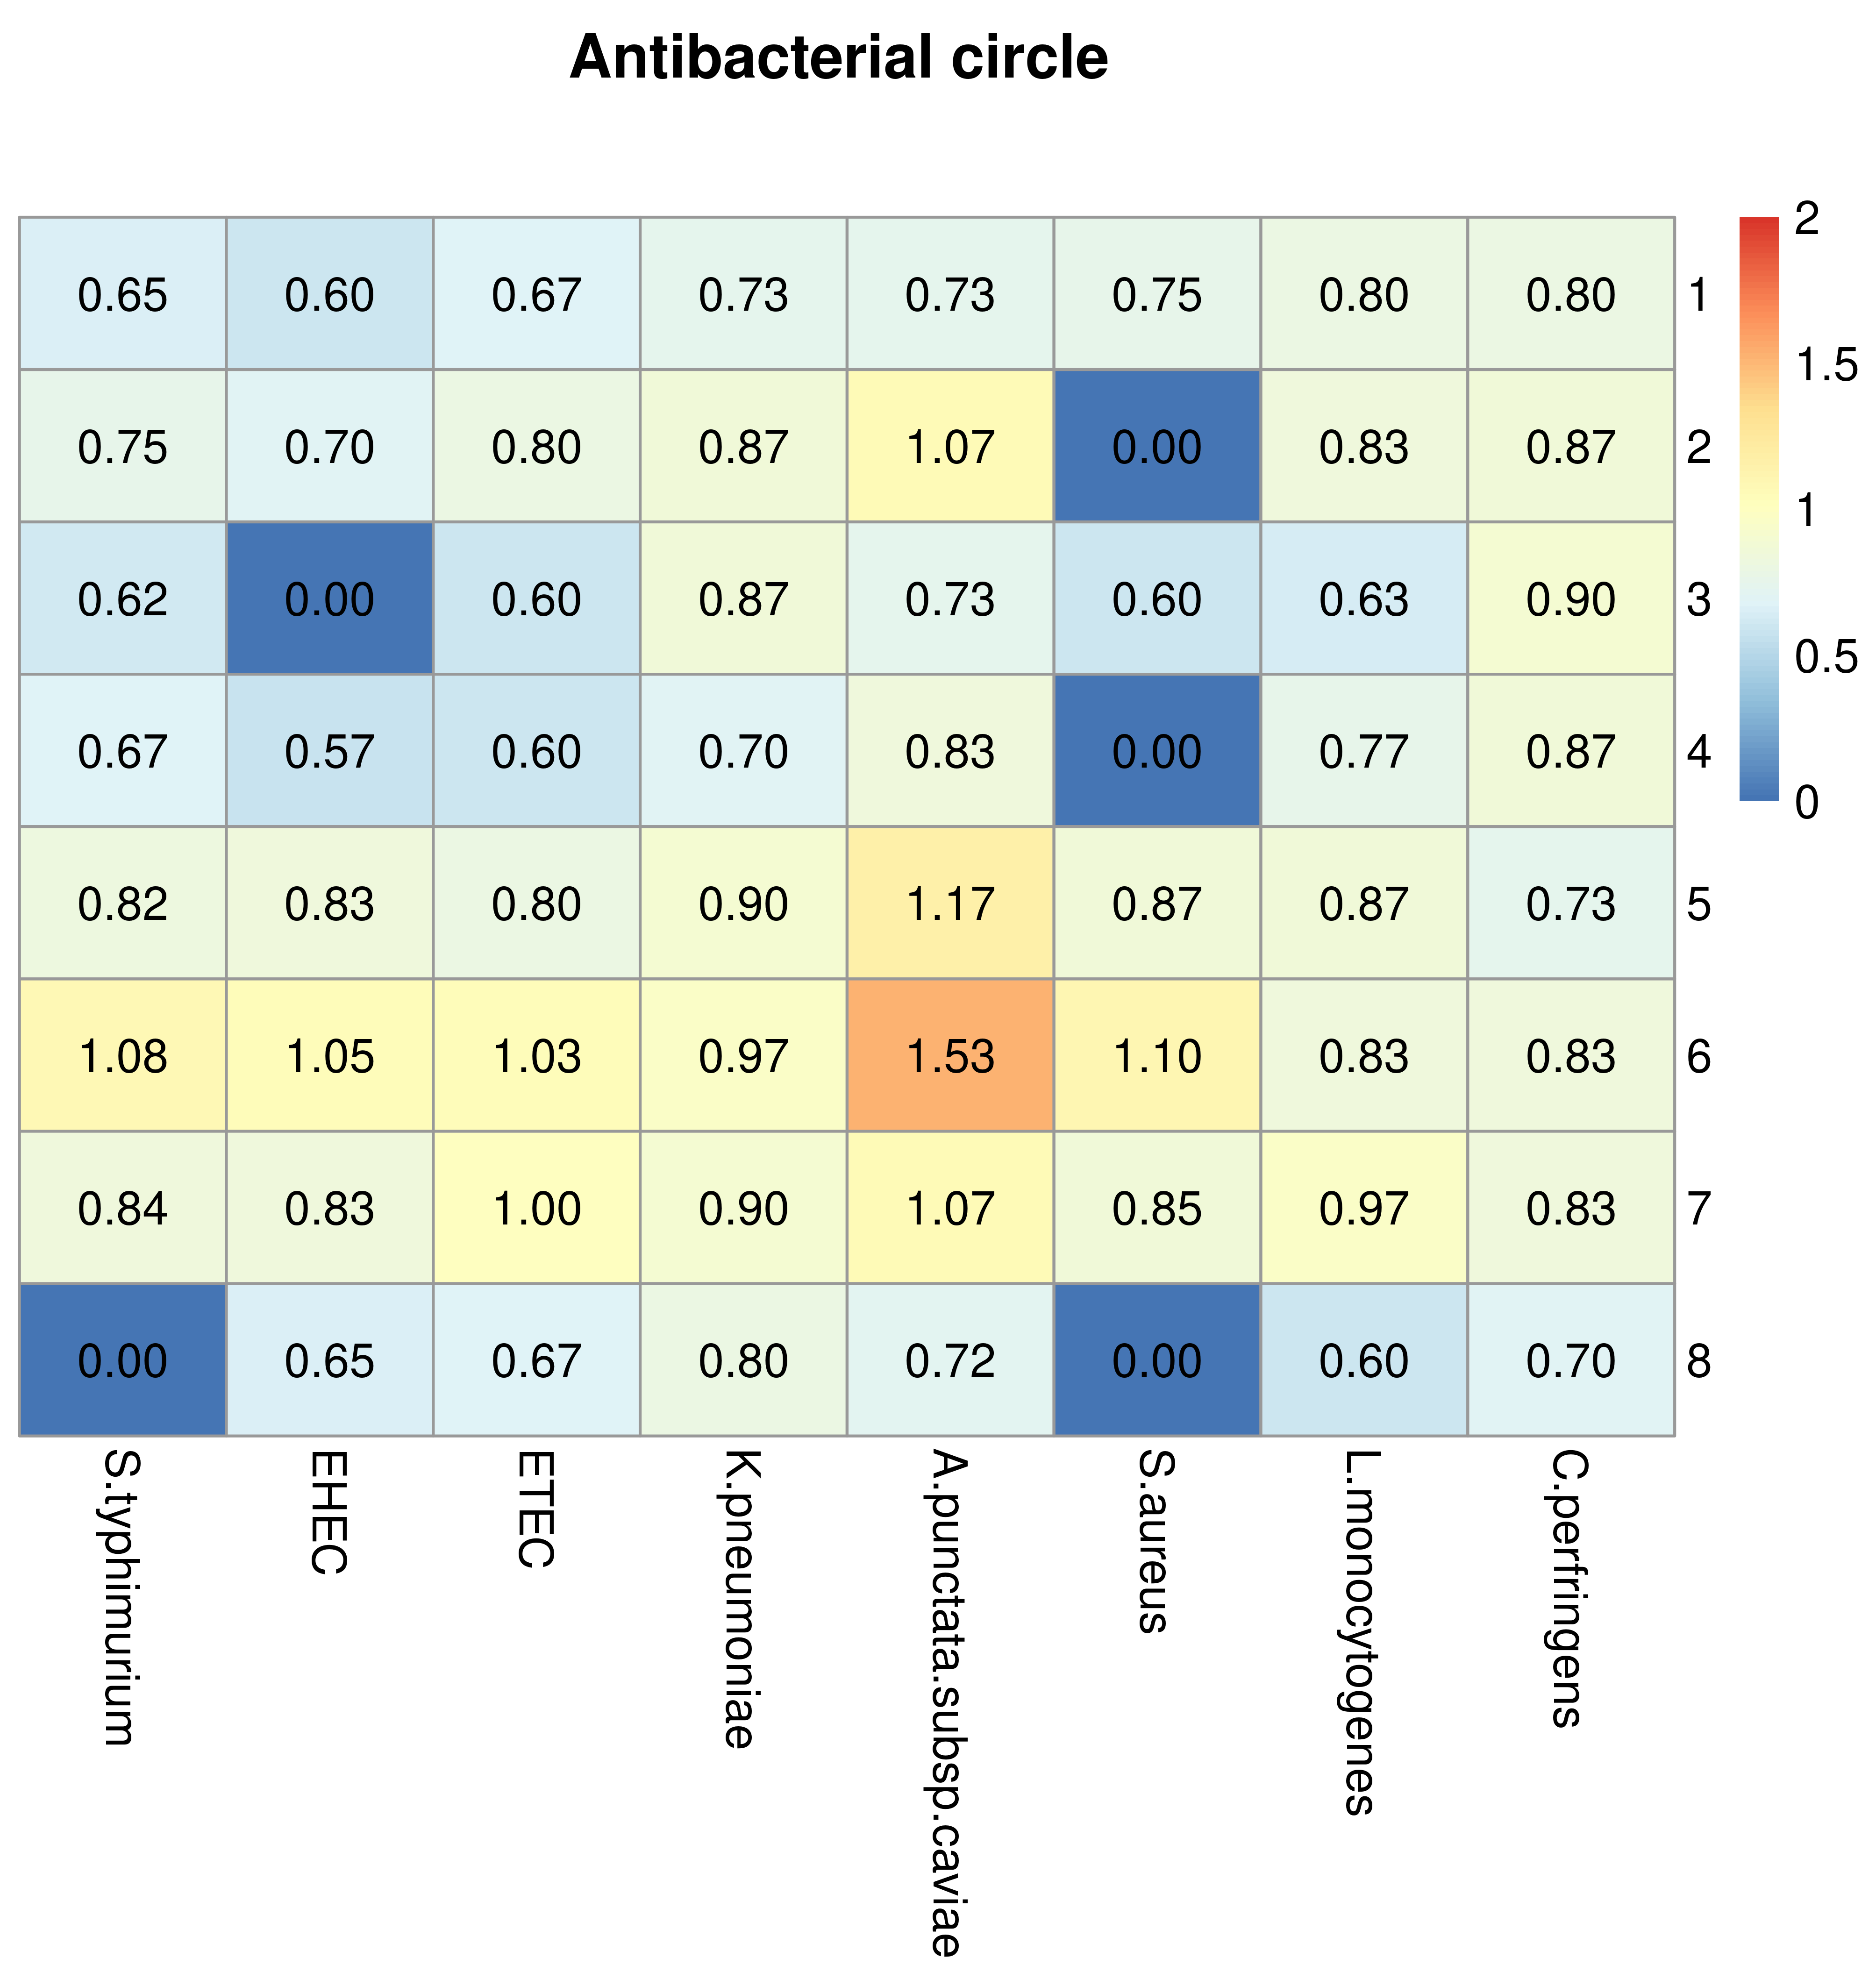 Antibacterial circle
0.65 0.60 0.67 0.73 0.73 0.75 0.80 0.80 1
0.75 0.70 0.80 0.87 1.07 0.00 0.83 0.87 2
0.62 0.00 0.60 0.87 0.73 0.60 0.63 0.90 3
0.67 0.57 0.60 0.70 0.83 0.00 0.77 0.87 4
0.82 0.83 0.80 0.90 1.17 0.87 0.87 0.73 5
1.08 1.05 1.03 0.97 1.53 1.10 0.83 0.83 6
0.84 0.83 1.00 0.90 1.07 0.85 0.97 0.83 7
0.00 0.65 0.67 0.80 0.72 0.00 0.60 0.70 8
S.typhimurium
EHEC
ETEC
K.pneumoniae
A.punctata.subsp.caviae
S.aureus
L.monocytogenes
C.perfringens
2
1.5
1
0.5
0